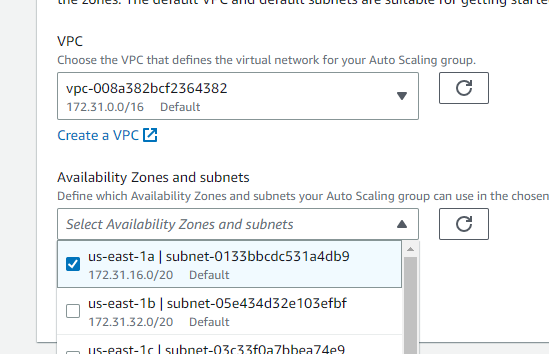 the zones. The default VPC and default subnets are suitable for getting starte
VPC
Choose the VPC that defines the virtual network for your Auto Scaling group.
vpc-008a382bcf2364382
172.31.0.0/16 Default
Create a VPC
Availability Zones and subnets
Define which Availability Zones and subnets your Auto Scaling group can use in the chosen
Select Availability Zones and subnets
us-east-1a | subnet-0133bbcdc531a4db9
172.31.16.0/20 Default
us-east-1b | subnet-05e434d32e103efbf
172.31.32.0/20 Default
us-east-1c | subnet-03c33f0a7bbea74e9